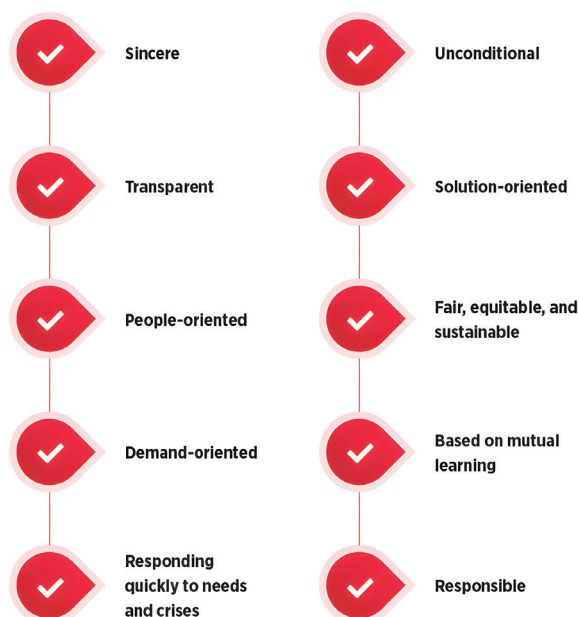 Sincere
Transparent
People-oriented
Demand-oriented
Responding
quickly to needs
and crises
Unconditional
Solution-oriented
Fair, equitable, and
sustainable
Based on mutual
learning
Responsible